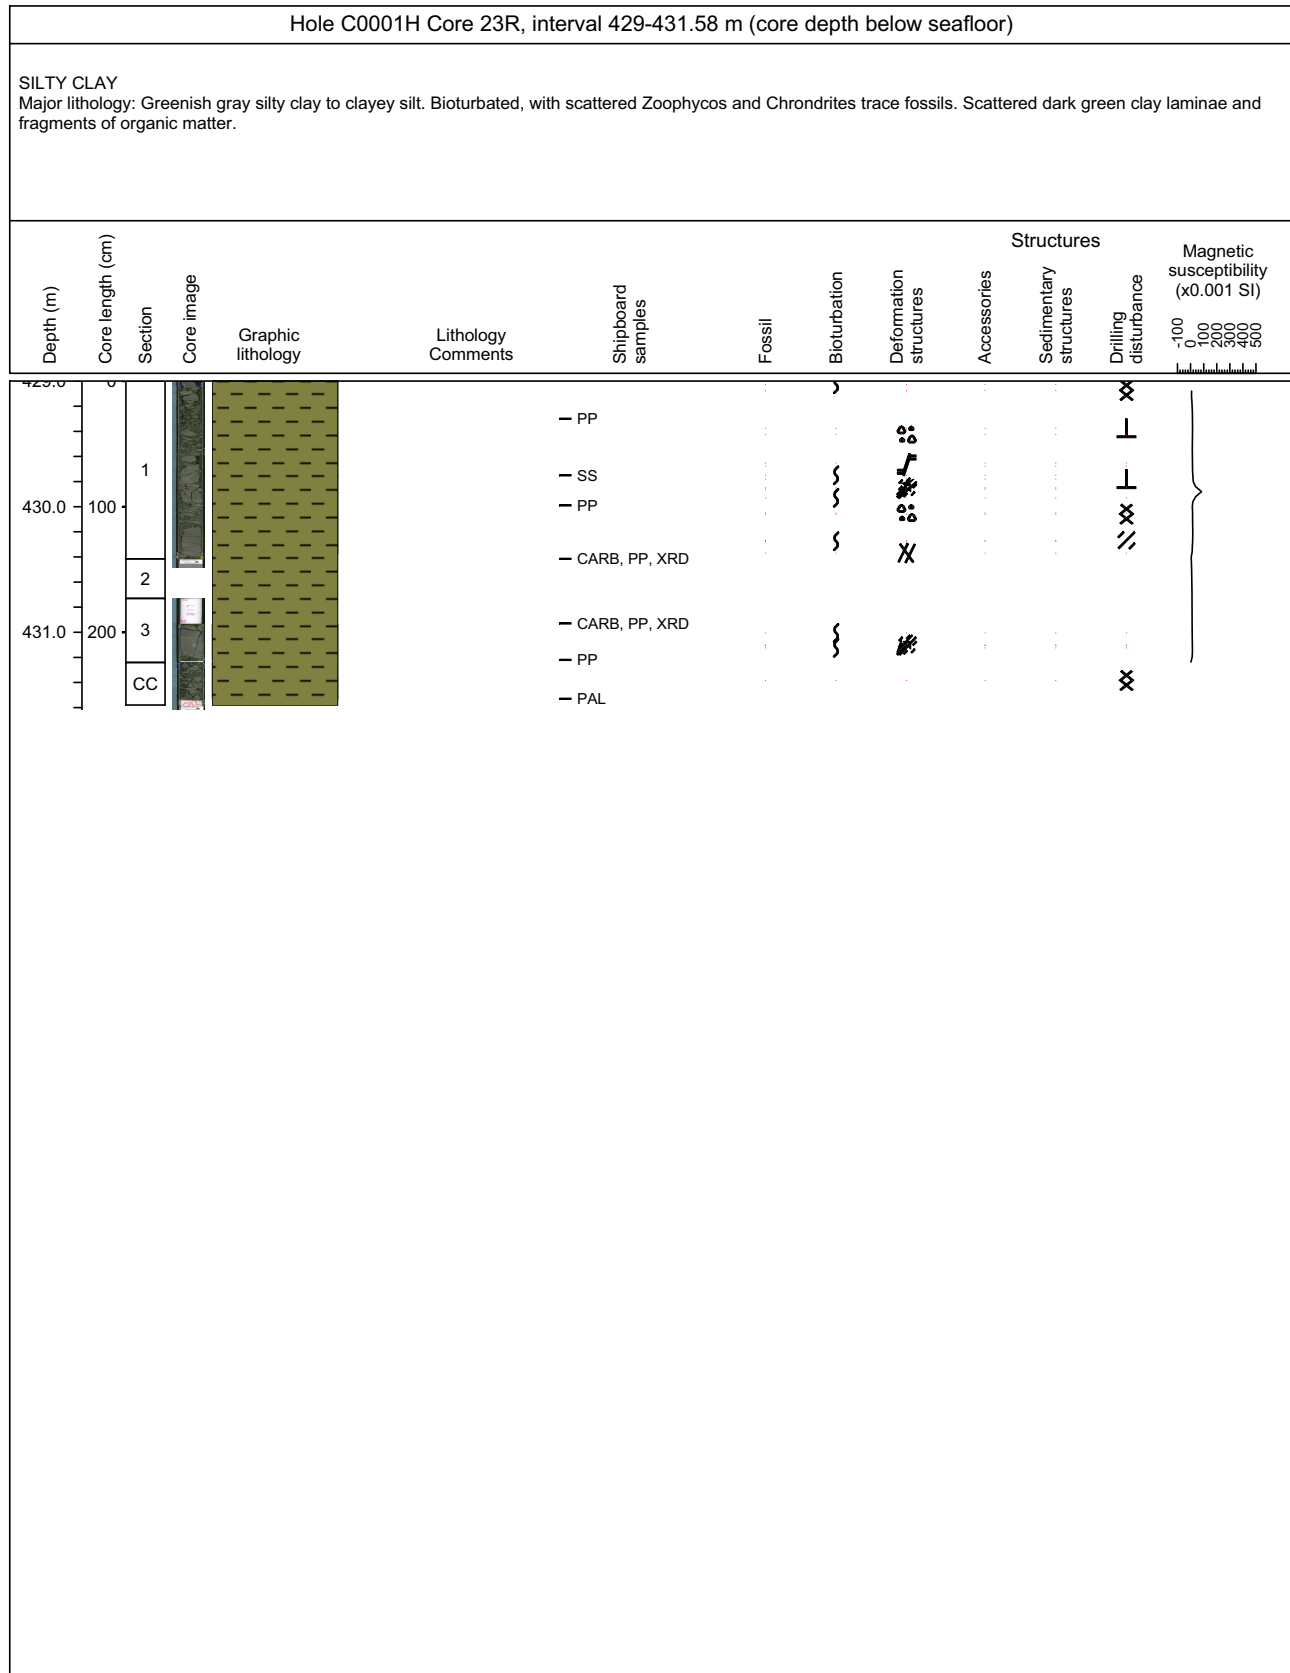 Hole C0001H Core 23R, interval 429-431.58 m (core depth below seafloor)
SILTY CLAY
Major lithology: Greenish gray silty clay to clayey silt. Bioturbated, with scattered Zoophycos and Chrondrites trace fossils. Scattered dark green clay laminae and
fragments of organic matter.
Structures
Depth (m)
Core length (cm)
Section
Core image
Graphic
lithology
Lithology
Comments
Shipboard
samples
Fossil
Bioturbation
Deformation
structures
Accessories
Sedimentary
structures
Drilling
disturbance
Magnetic
susceptibility
(x0.001 SI)
-100
0
100
200
300
400
500
429.0 0
PP
1
SS
430.0 100
PP
CARB, PP, XRD
2
CARB, PP, XRD
431.0 200 3
PP
CC
PAL